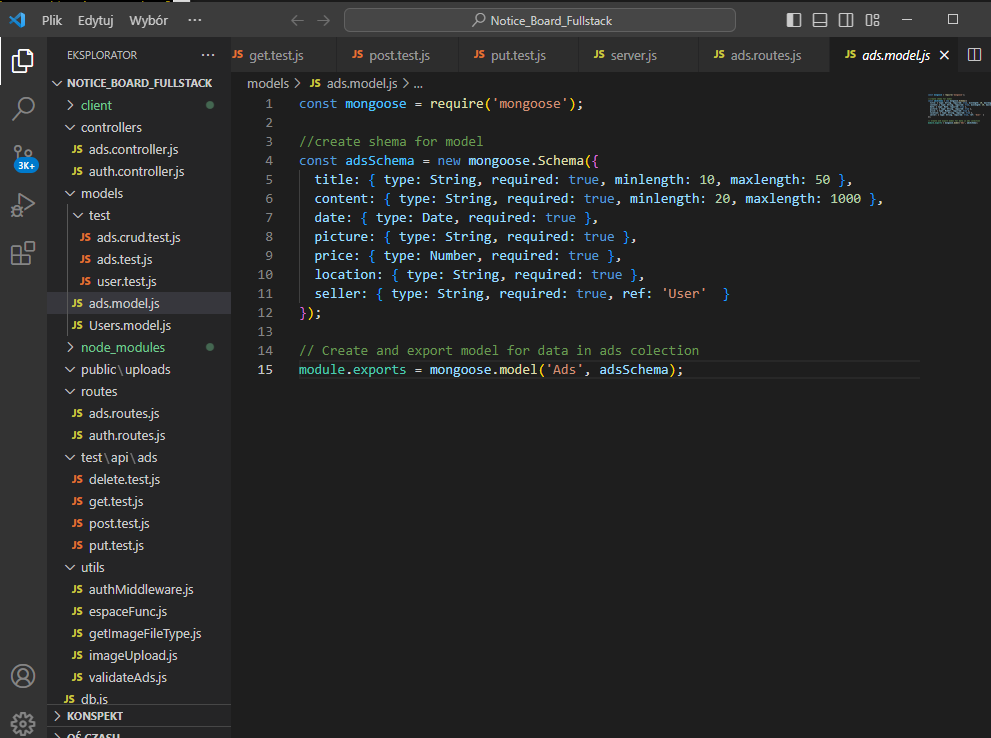 Plik Edytuj Wybór ··· Notice_Board_Fullstack
EKSPLORATOR ···
JS get.test.js JS post.test.js JS put.test.js JS server.js JS ads.routes.js JS ads.model.js
NOTICE_BOARD_FULLSTACK
client
controllers
JS ads.controller.js
JS auth.controller.js
models
test
JS ads.crud.test.js
JS ads.test.js
JS user.test.js
JS ads.model.js
JS Users.model.js
node_modules
public\uploads
routes
JS ads.routes.js
JS auth.routes.js
test\api\ads
JS delete.test.js
JS get.test.js
JS post.test.js
JS put.test.js
utils
JS authMiddleware.js
JS espaceFunc.js
JS getImageFileType.js
JS imageUpload.js
JS validateAds.js
JS db.js
KONSPEKT
OŚ CZASU
3K+
models > JS ads.model.js > ...
1 const mongoose = require('mongoose');
2
3 //create shema for model
4 const adsSchema = new mongoose.Schema({
5 title: { type: String, required: true, minlength: 10, maxlength: 50 },
6 content: { type: String, required: true, minlength: 20, maxlength: 1000 },
7 date: { type: Date, required: true },
8 picture: { type: String, required: true },
9 price: { type: Number, required: true },
10 location: { type: String, required: true },
11 seller: { type: String, required: true, ref: 'User' }
12 });
13
14 // Create and export model for data in ads colection
15 module.exports = mongoose.model('Ads', adsSchema);